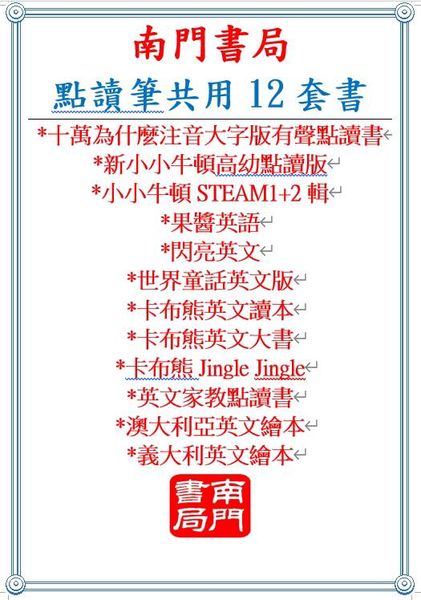 南門書局
點讀筆共用 12 套書
*十萬為什麼注音大字版有聲點讀書
*新小小牛頓高幼點讀版
*小小牛頓 STEAM1+2 輯
*果醬英語
*閃亮英文
*世界童話英文版
*卡布熊英文讀本
*卡布熊英文大書
*卡布熊 Jingle Jingle
*英文家教點讀書
*澳大利亞英文繪本
*義大利英文繪本
南門
書局